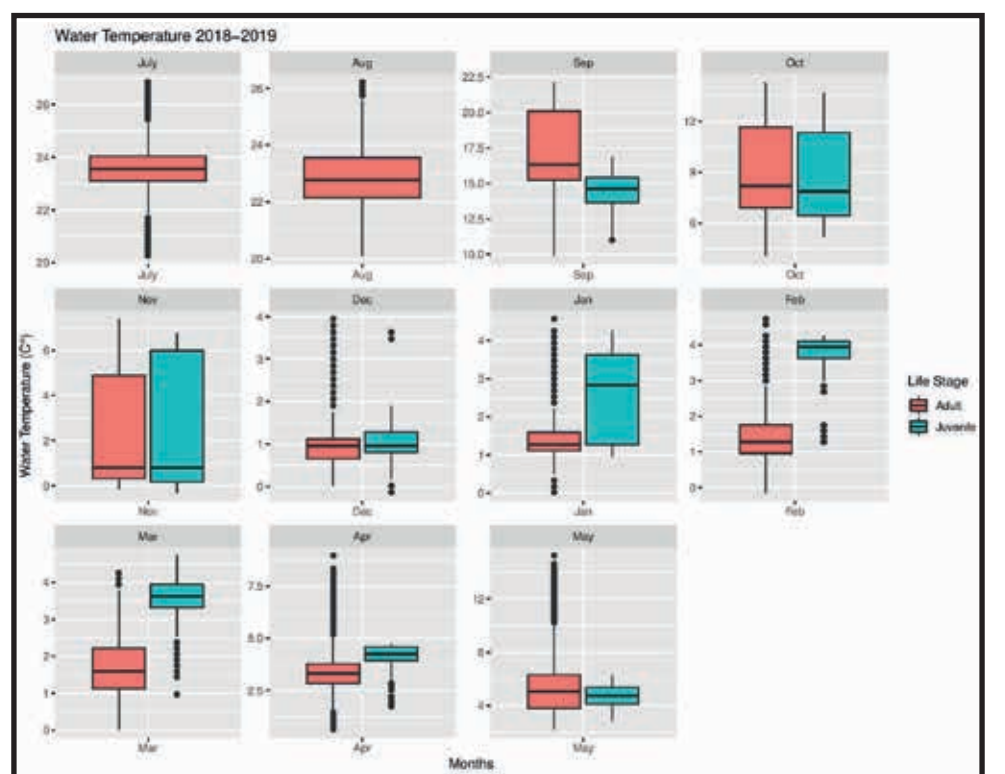 Water Temperature 2018–2019
July
Aug
Sep
Oct
26
24
22
20
July
26
24
22
20
Aug
22.5
20.0
17.5
15.0
12.5
10.0
Sep
12
6
Oct
Nov
Dec
Jan
Feb
Water Temperature (C°)
6
4
2
0
Nov
4
3
2
1
0
Dec
4
3
2
1
0
Jan
4
3
2
1
0
Feb
Life Stage
Adult
Juvenile
Mar
Apr
May
4
3
2
1
0
Mar
7.5
5.0
2.5
Apr
12
8
4
May
Months